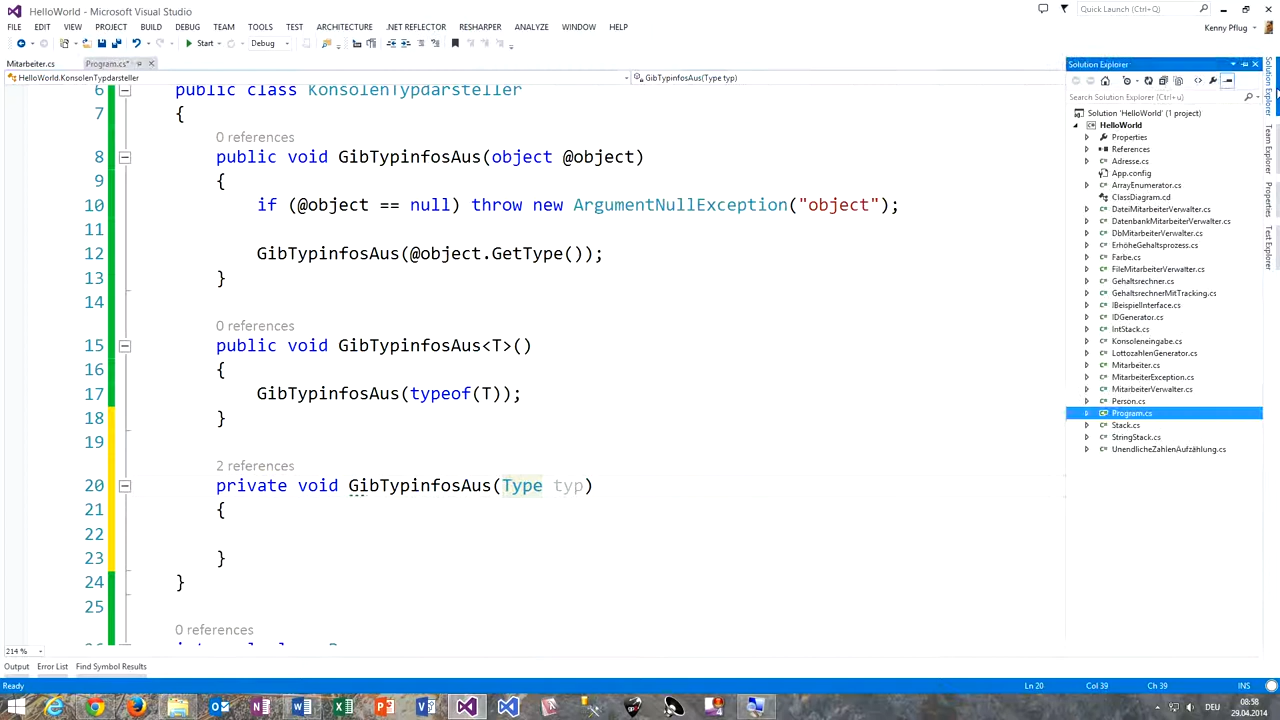 HelloWorld - Microsoft Visual Studio
Quick Launch (Ctrl+Q)
FILE EDIT VIEW PROJECT BUILD DEBUG TEAM TOOLS TEST ARCHITECTURE .NET REFLECTOR RESHARPER ANALYZE WINDOW HELP
Kenny Pflug
Start Debug
Mitarbeiter.cs Program.cs*
HelloWorld.KonsolenTypdarsteller GibTypinfosAus(Type typ)
6 public class KonsolenTypdarsteller
7 {
0 references
8 public void GibTypinfosAus(object @object)
9 {
10 if (@object == null) throw new ArgumentNullException("object");
11
12 GibTypinfosAus(@object.GetType());
13 }
14
0 references
15 public void GibTypinfosAus<T>()
16 {
17 GibTypinfosAus(typeof(T));
18 }
19
2 references
20 private void GibTypinfosAus(Type typ)
21 {
22
23 }
24 }
25
0 references
214 %
Solution Explorer
Search Solution Explorer (Ctrl+ü)
Solution 'HelloWorld' (1 project)
HelloWorld
Properties
References
Adresse.cs
App.config
ArrayEnumerator.cs
ClassDiagram.cd
DateiMitarbeiterVerwalter.cs
DatenbankMitarbeiterVerwalter.cs
DbMitarbeiterVerwalter.cs
ErhöheGehaltsprozess.cs
Farbe.cs
FileMitarbeiterVerwalter.cs
Gehaltsrechner.cs
GehaltsrechnerMitTracking.cs
IBeispielInterface.cs
IDGenerator.cs
IntStack.cs
Konsoleneingabe.cs
LottozahlenGenerator.cs
Mitarbeiter.cs
MitarbeiterException.cs
MitarbeiterVerwalter.cs
Person.cs
Program.cs
Stack.cs
StringStack.cs
UnendlicheZahlenAufzählung.cs
Solution Explorer
Team Explorer
Properties
Test Explorer
Output Error List Find Symbol Results
Ready Ln 20 Col 39 Ch 39 INS
DEU
08:58
29.04.2014